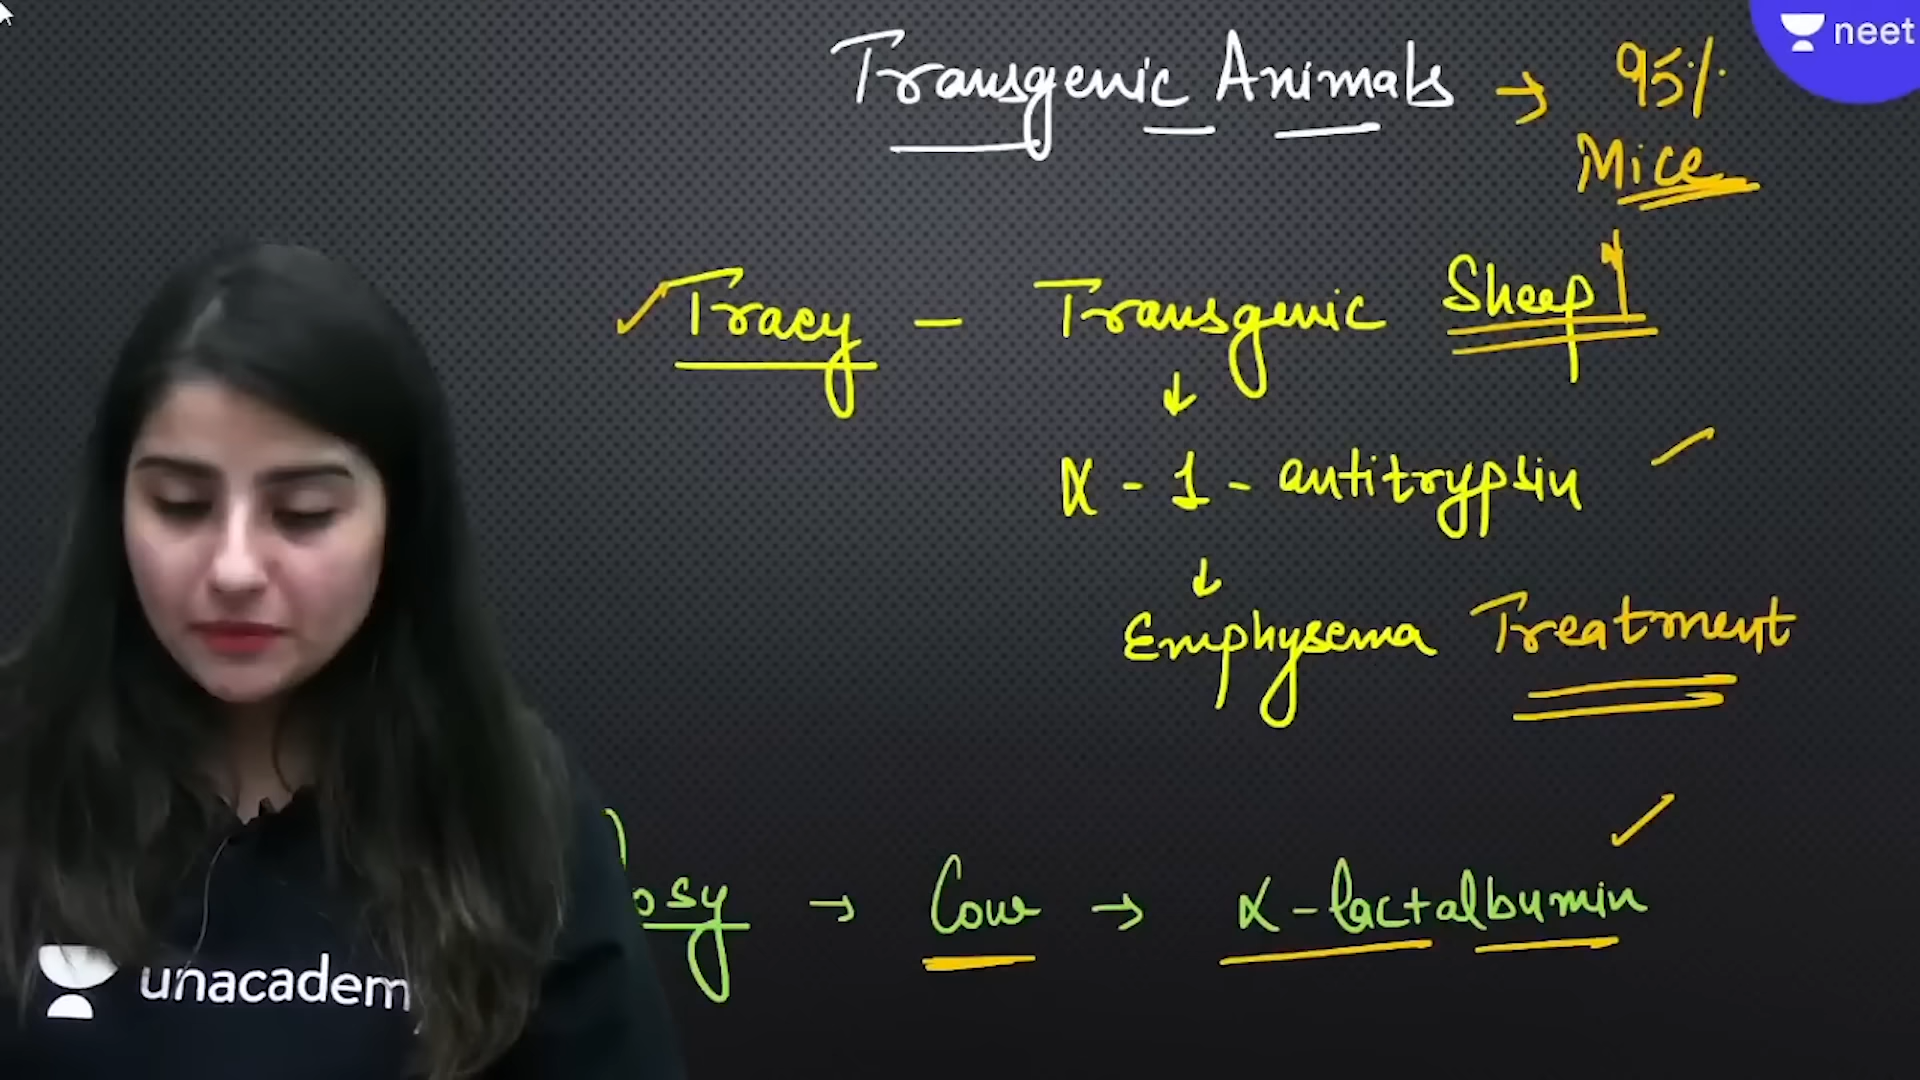 neet
Transgenic Animals → 95%
Mice
✓ Tracy - Transgenic Sheep
↓
α - 1 - antitrypsin ✓
↓
Emphysema Treatment
osy → Cow → α - lactalbumin ✓
unacadem